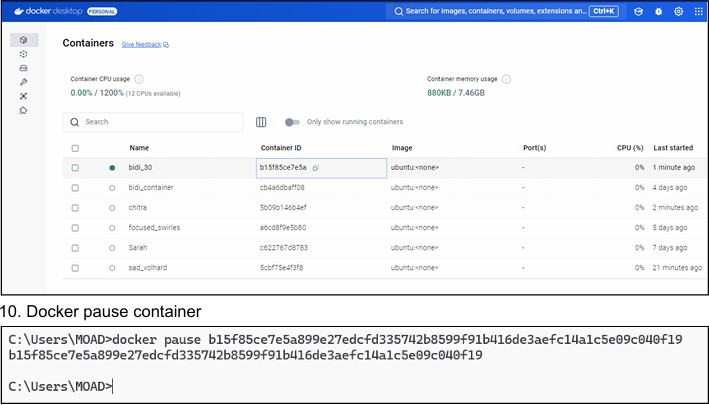 docker desktop PERSONAL
Search for images, containers, volumes, extensions an... Ctrl+K
Containers Give feedback
Container CPU usage
0.00% / 1200% (12 CPUs available)
Container memory usage
880KB / 7.46GB
Search
Only show running containers
Name Container ID Image Port(s) CPU (%) Last started
bidi_30 b15f85ce7e5a ubuntu:<none> - 0% 1 minute ago
bidi_container cb4a6dbaff08 ubuntu:<none> - 0% 4 days ago
chitra 5b09b146b4ef ubuntu:<none> - 0% 2 minutes ago
focused_swirles a6cd8f9e5b80 ubuntu:<none> - 0% 5 days ago
Sarah c622767d8783 ubuntu:<none> - 0% 7 days ago
sad_volhard 5cbf75e4f3f8 ubuntu:<none> - 0% 21 minutes ago
10. Docker pause container
C:\Users\MOAD>docker pause b15f85ce7e5a899e27edcfd335742b8599f91b416de3aefc14a1c5e09c040f19
b15f85ce7e5a899e27edcfd335742b8599f91b416de3aefc14a1c5e09c040f19
C:\Users\MOAD>